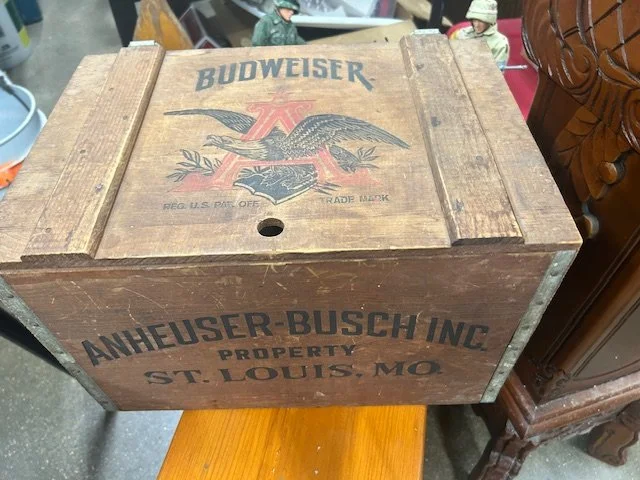 BUDWEISER
A
REG. U.S. PAT. OFF. TRADE MARK
ANHEUSER-BUSCH INC.
PROPERTY
ST. LOUIS, MO.